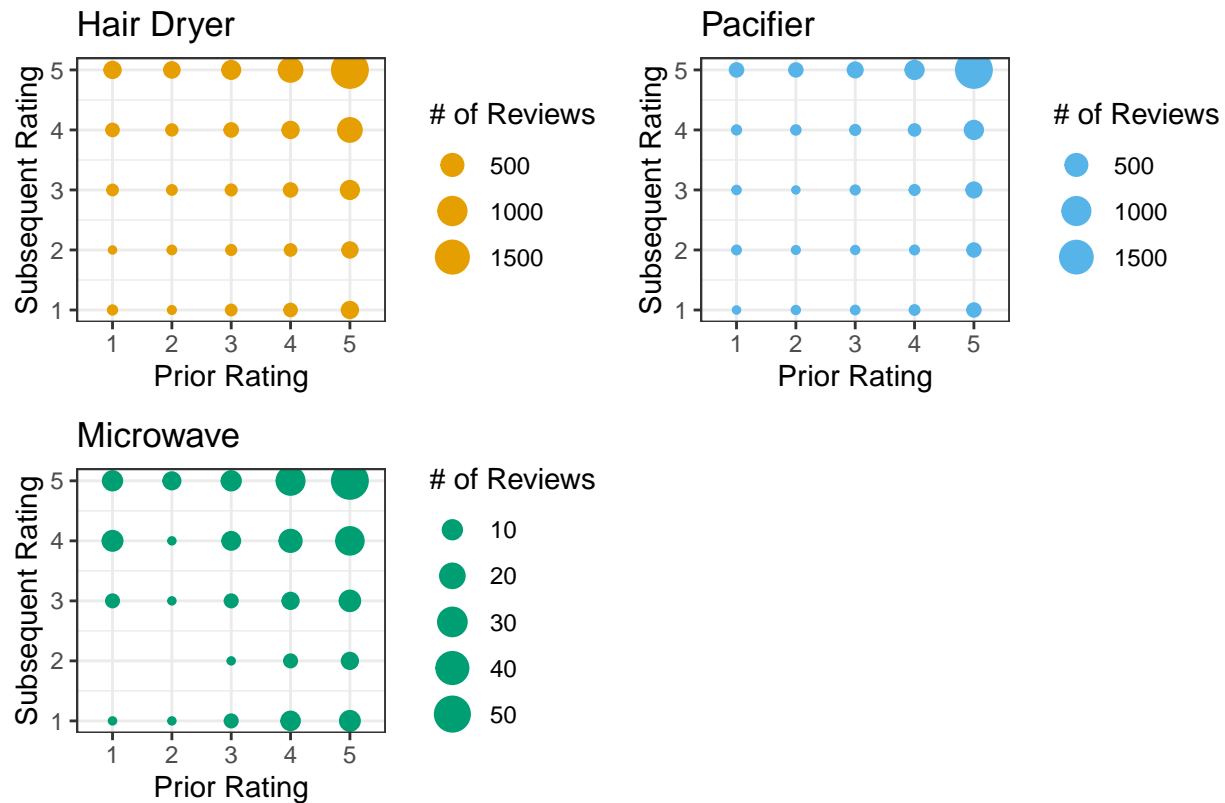 Hair Dryer
Subsequent Rating
5
4
3
2
1
1 2 3 4 5
Prior Rating
# of Reviews
500
1000
1500
Pacifier
Subsequent Rating
5
4
3
2
1
1 2 3 4 5
Prior Rating
# of Reviews
500
1000
1500
Microwave
Subsequent Rating
5
4
3
2
1
1 2 3 4 5
Prior Rating
# of Reviews
10
20
30
40
50